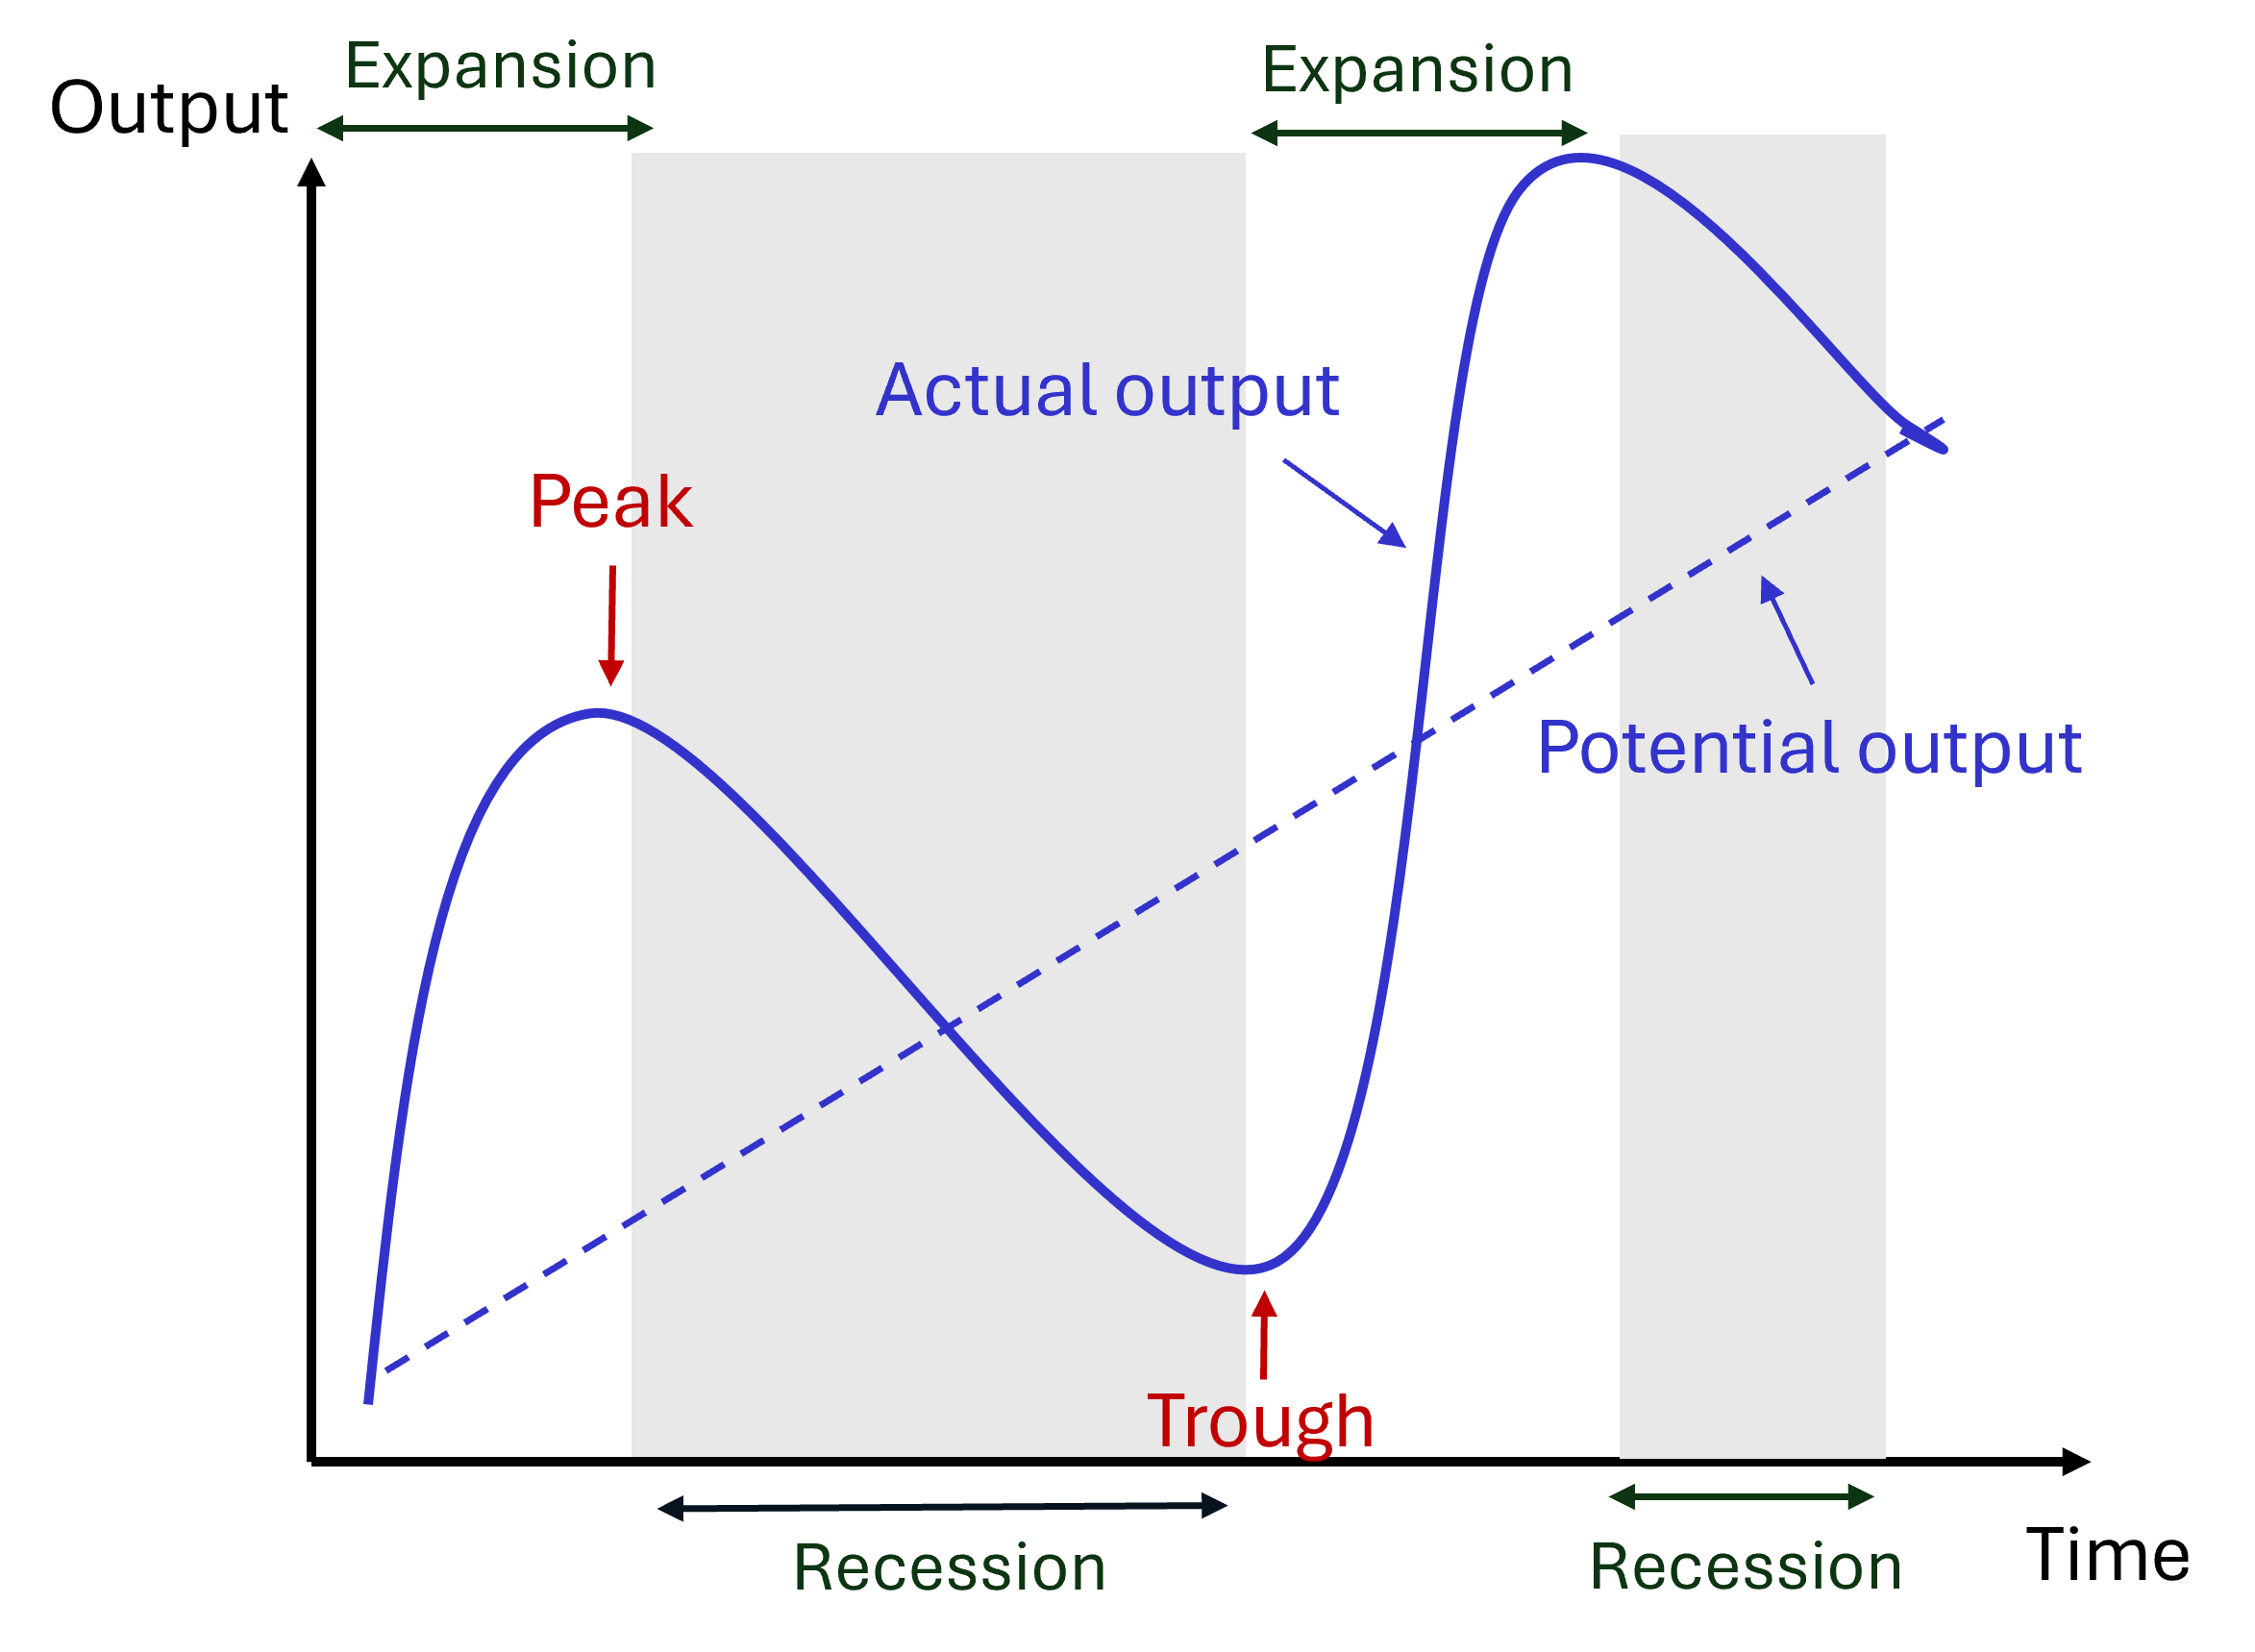 Expansion
Expansion
Output
Actual output
Peak
Potential output
Trough
Recession
Recession
Time